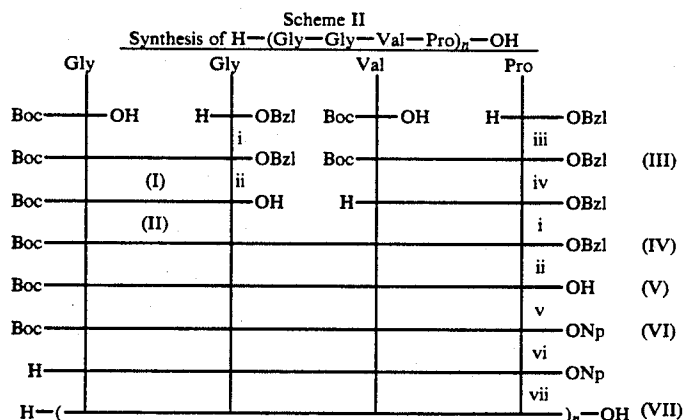 Scheme II
Synthesis of H—(Gly—Gly—Val—Pro)n—OH
Gly Gly Val Pro
Boc OH H OBzl Boc OH H OBzl
i iii
Boc OBzl Boc OBzl (III)
(I) ii iv
Boc OH H OBzl
(II) i
Boc OBzl (IV)
ii
Boc OH (V)
v
Boc ONp (VI)
vi
H ONp
vii
H—( )n—OH (VII)